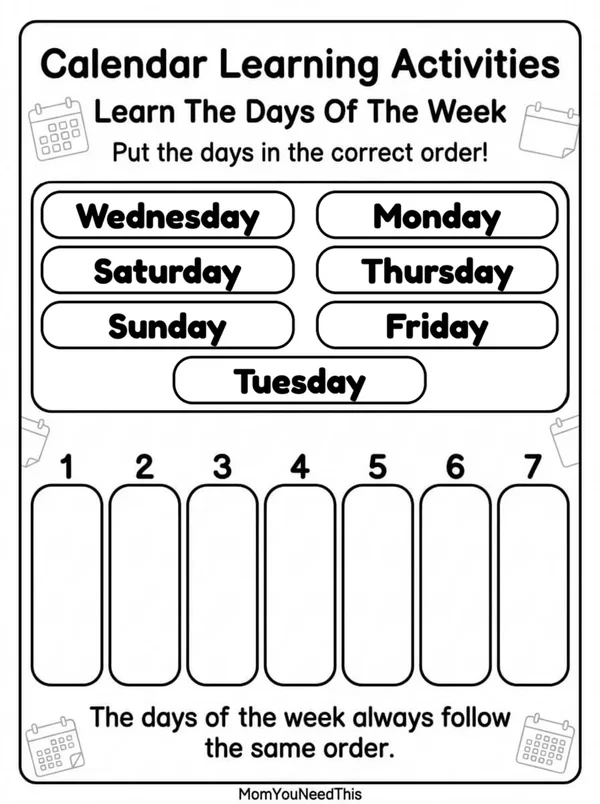 Calendar Learning Activities
Learn The Days Of The Week
Put the days in the correct order!
Wednesday
Monday
Saturday
Thursday
Sunday
Friday
Tuesday
1 2 3 4 5 6 7
The days of the week always follow
the same order.
MomYouNeedThis